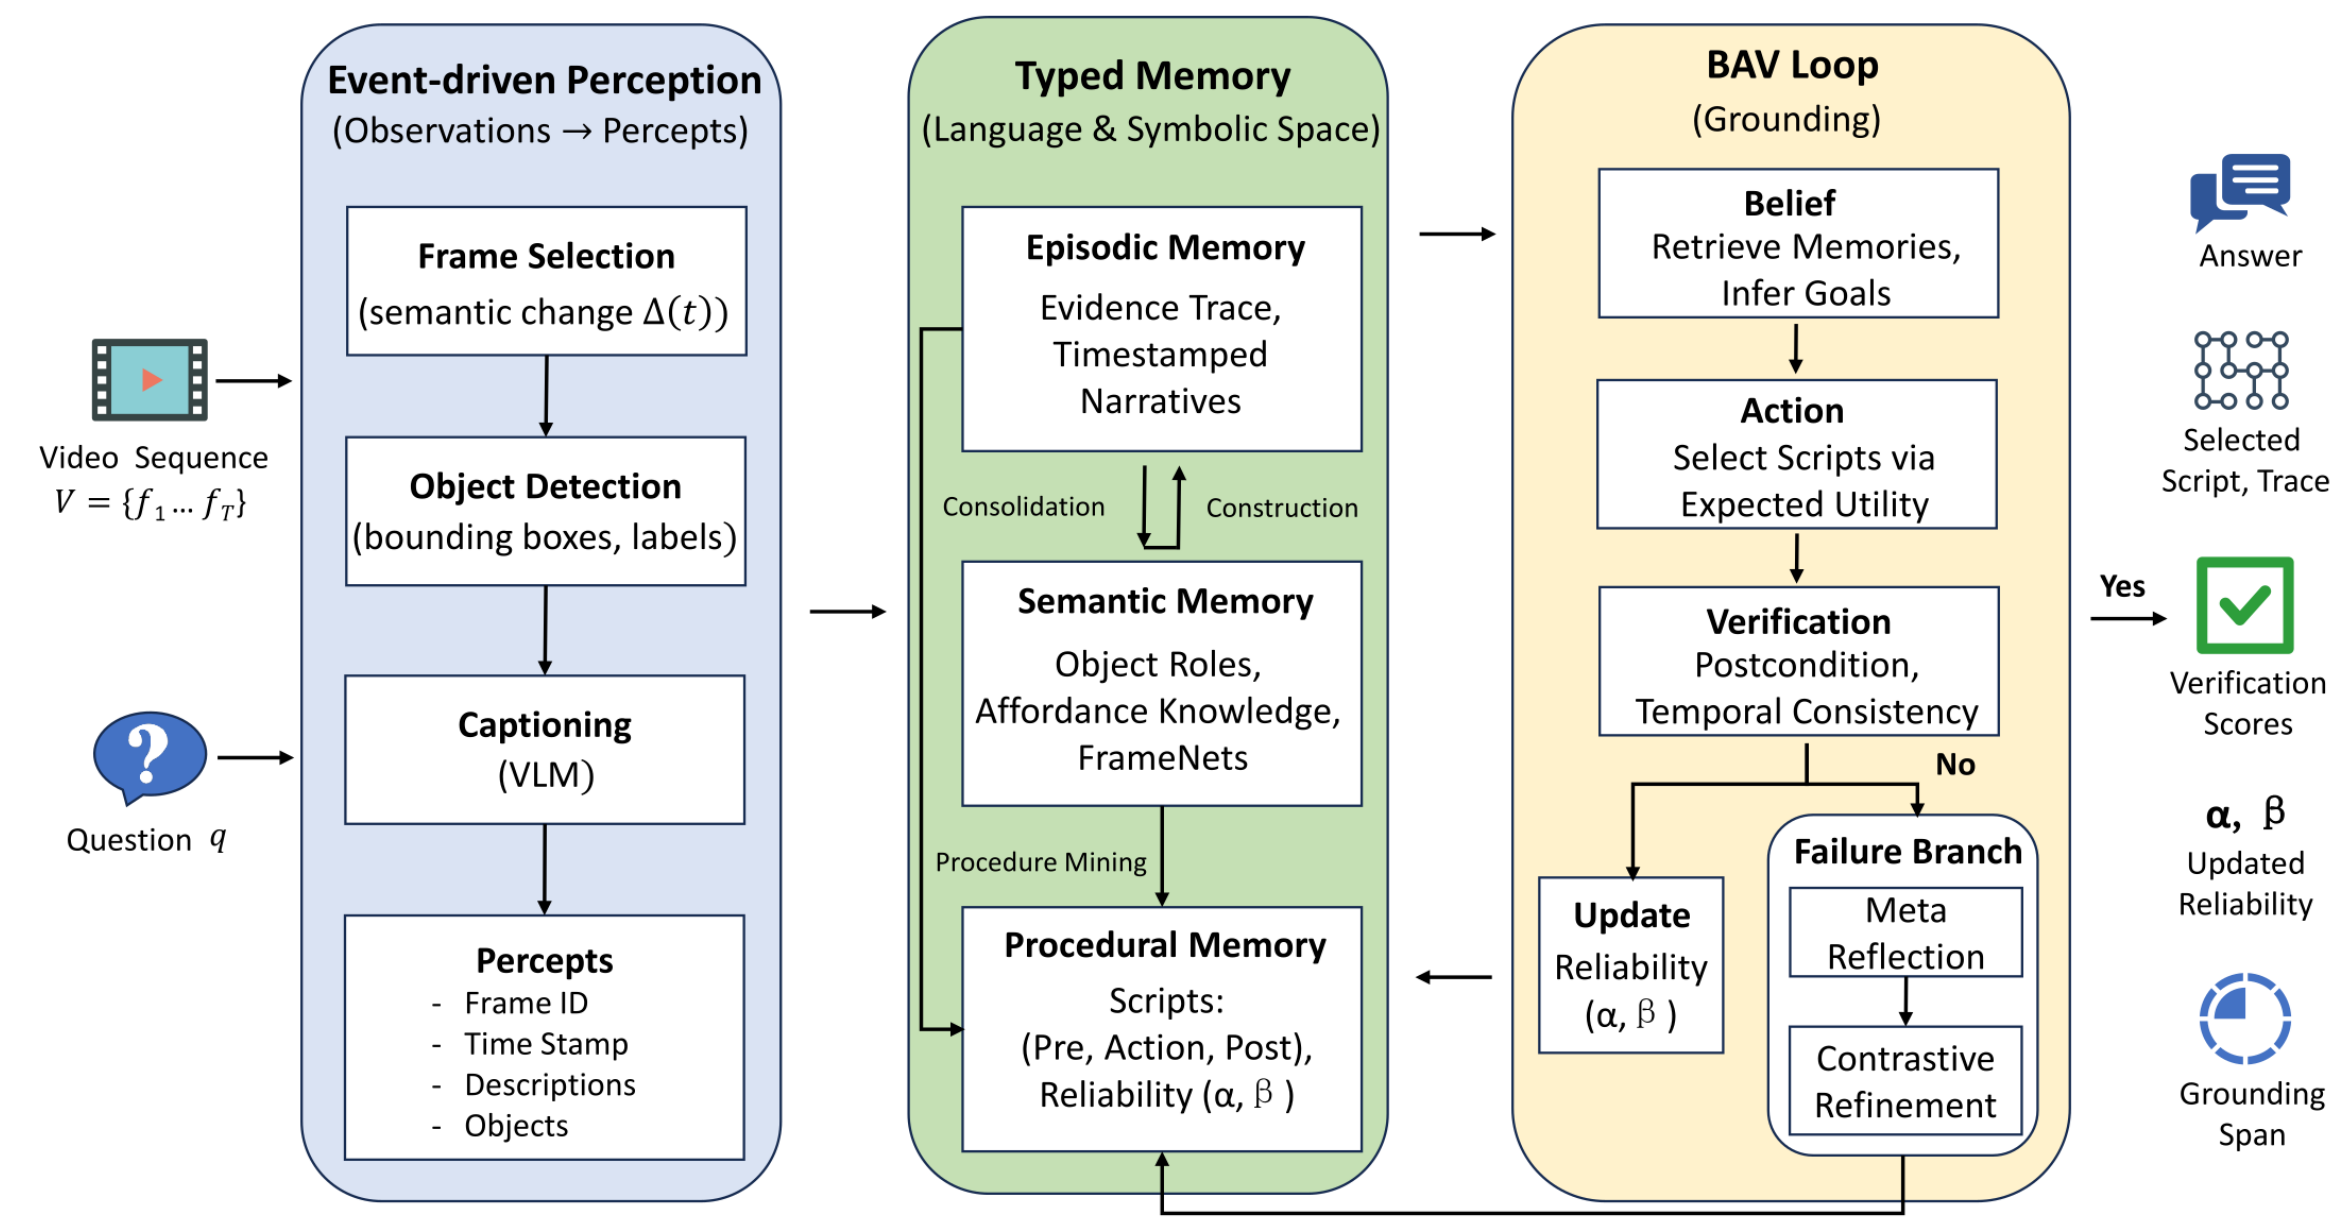 Video Sequence
V = {f1 ... fT}
?
Question q
Event-driven Perception
(Observations → Percepts)
Frame Selection
(semantic change Δ(t))
Object Detection
(bounding boxes, labels)
Captioning
(VLM)
Percepts
- Frame ID
- Time Stamp
- Descriptions
- Objects
Typed Memory
(Language & Symbolic Space)
Episodic Memory
Evidence Trace,
Timestamped
Narratives
Consolidation
Construction
Semantic Memory
Object Roles,
Affordance Knowledge,
FrameNets
Procedure Mining
Procedural Memory
Scripts:
(Pre, Action, Post),
Reliability (α, β )
BAV Loop
(Grounding)
Belief
Retrieve Memories,
Infer Goals
Action
Select Scripts via
Expected Utility
Verification
Postcondition,
Temporal Consistency
No
Update
Reliability
(α, β )
Failure Branch
Meta
Reflection
Contrastive
Refinement
Yes
Answer
Selected
Script, Trace
Verification
Scores
α, β
Updated
Reliability
Grounding
Span